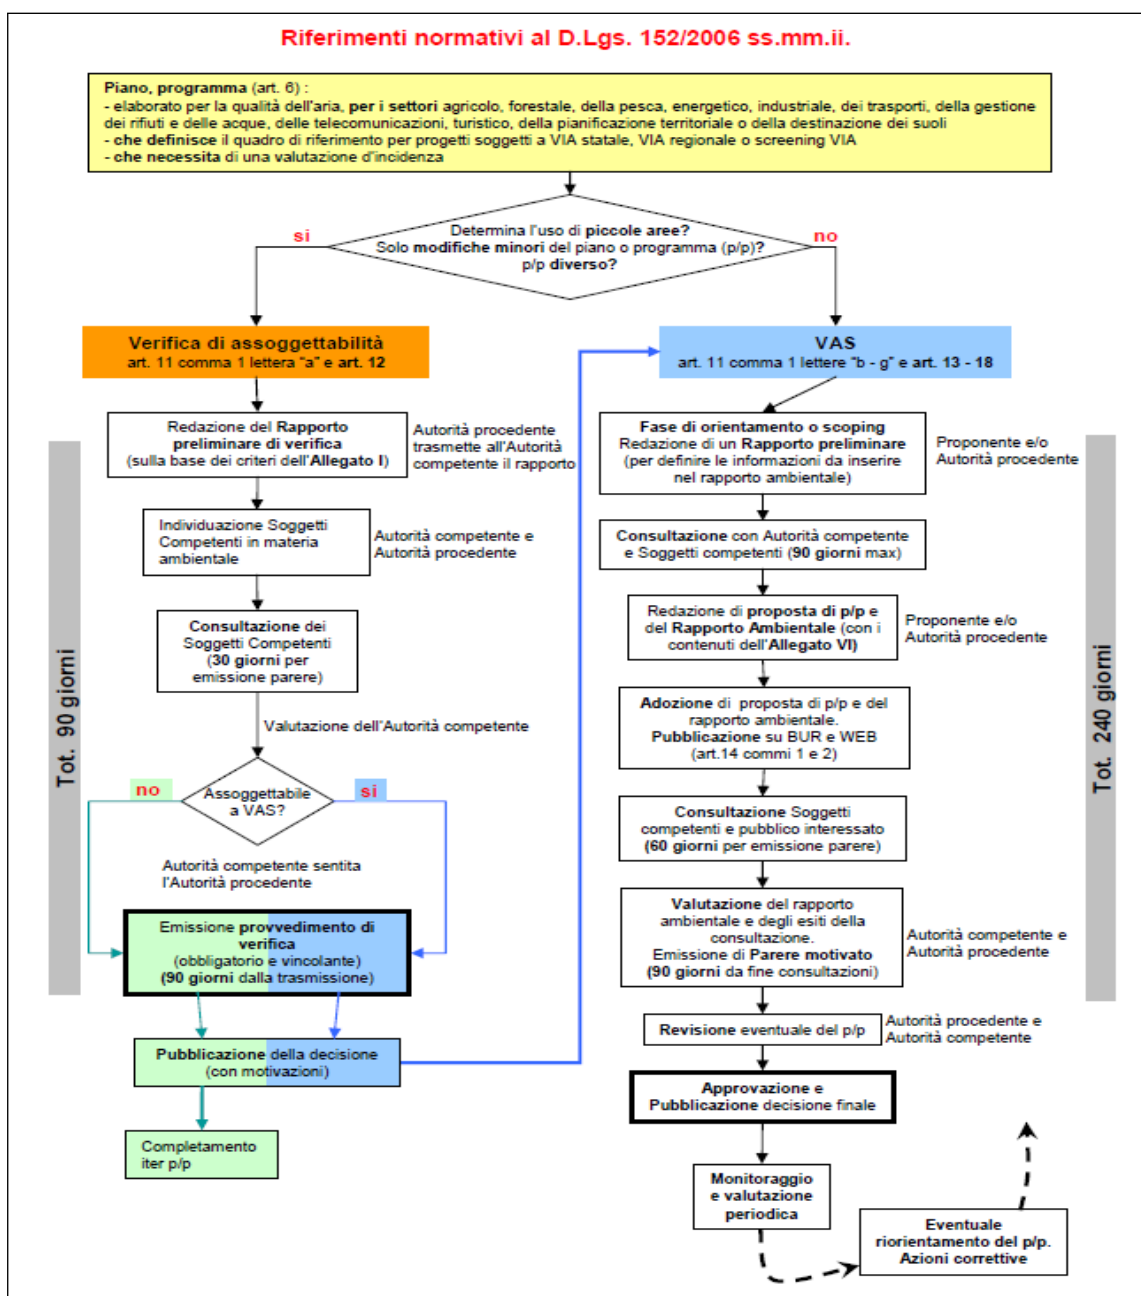 Riferimenti normativi al D.Lgs. 152/2006 ss.mm.ii.
Piano, programma (art. 6) :
- elaborato per la qualità dell'aria, per i settori agricolo, forestale, della pesca, energetico, industriale, dei trasporti, della gestione
dei rifiuti e delle acque, delle telecomunicazioni, turistico, della pianificazione territoriale o della destinazione dei suoli
- che definisce il quadro di riferimento per progetti soggetti a VIA statale, VIA regionale o screening VIA
- che necessita di una valutazione d'incidenza
Determina l'uso di piccole aree?
Solo modifiche minori del piano o programma (p/p)?
p/p diverso?
si
no
Verifica di assoggettabilità
art. 11 comma 1 lettera "a" e art. 12
Redazione del Rapporto
preliminare di verifica
(sulla base dei criteri dell'Allegato I)
Autorità procedente
trasmette all'Autorità
competente il rapporto
Individuazione Soggetti
Competenti in materia
ambientale
Autorità competente e
Autorità procedente
Consultazione dei
Soggetti Competenti
(30 giorni per
emissione parere)
Valutazione dell'Autorità competente
Tot. 90 giorni
Assoggettabile
a VAS?
no
si
Autorità competente sentita
l'Autorità procedente
Emissione provvedimento di
verifica
(obbligatorio e vincolante)
(90 giorni dalla trasmissione)
Pubblicazione della decisione
(con motivazioni)
Completamento
iter p/p
VAS
art. 11 comma 1 lettere "b - g" e art. 13 - 18
Fase di orientamento o scoping
Redazione di un Rapporto preliminare
(per definire le informazioni da inserire
nel rapporto ambientale)
Proponente e/o
Autorità procedente
Consultazione con Autorità competente
e Soggetti competenti (90 giorni max)
Redazione di proposta di p/p e
del Rapporto Ambientale (con i
contenuti dell'Allegato VI)
Proponente e/o
Autorità procedente
Adozione di proposta di p/p e del
rapporto ambientale.
Pubblicazione su BUR e WEB
(art.14 commi 1 e 2)
Consultazione Soggetti
competenti e pubblico interessato
(60 giorni per emissione parere)
Valutazione del rapporto
ambientale e degli esiti della
consultazione.
Emissione di Parere motivato
(90 giorni da fine consultazioni)
Autorità competente e
Autorità procedente
Tot. 240 giorni
Revisione eventuale del p/p
Autorità procedente e
Autorità competente
Approvazione e
Pubblicazione decisione finale
Monitoraggio
e valutazione
periodica
Eventuale
riorientamento del p/p.
Azioni correttive